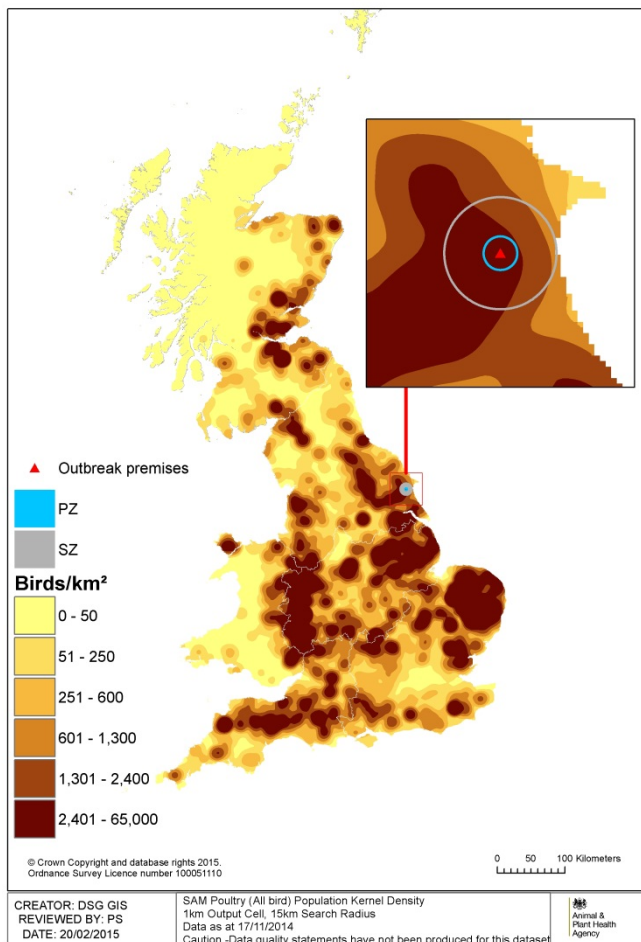 Outbreak premises
PZ
SZ
Birds/km²
0 - 50
51 - 250
251 - 600
601 - 1,300
1,301 - 2,400
2,401 - 65,000
© Crown Copyright and database rights 2015.
Ordnance Survey Licence number 100051110
0 50 100 Kilometers
CREATOR: DSG GIS
REVIEWED BY: PS
DATE: 20/02/2015
SAM Poultry (All bird) Population Kernel Density
1km Output Cell, 15km Search Radius
Data as at 17/11/2014
Caution -Data quality statements have not been produced for this dataset
Animal &
Plant Health
Agency